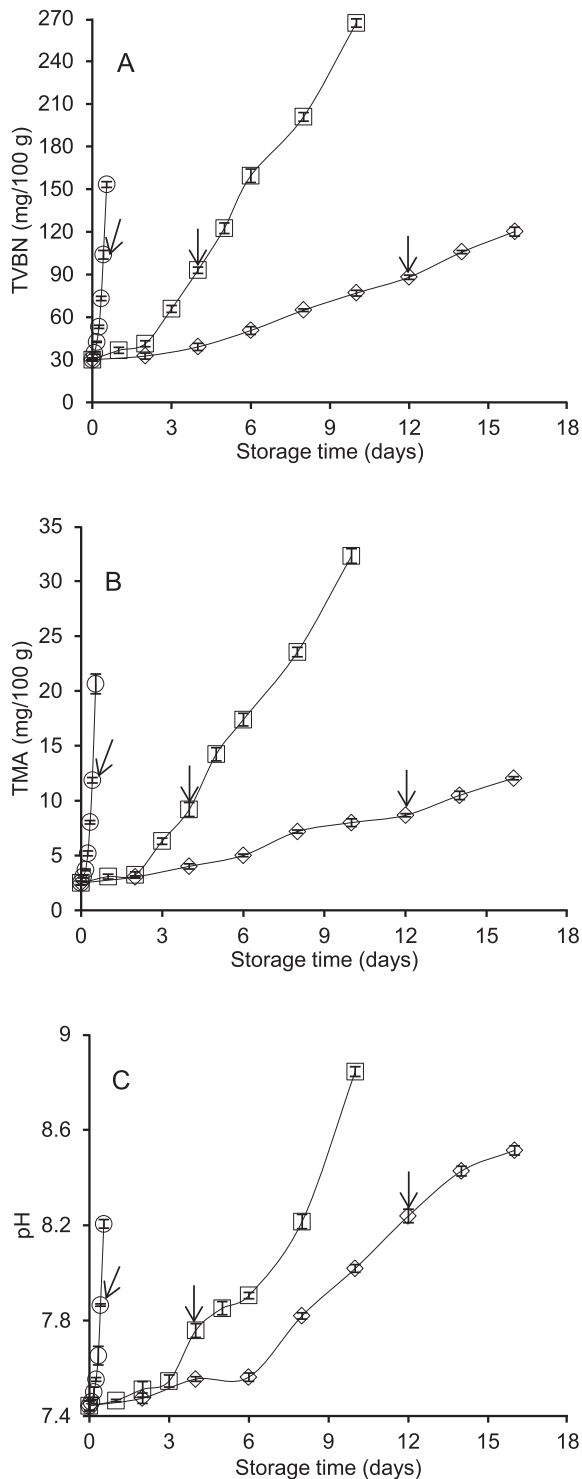 270
240
210
180
150
120
90
60
30
0
A
TVBN (mg/100 g)
0 3 6 9 12 15 18
Storage time (days)
35
30
25
20
15
10
5
0
B
TMA (mg/100 g)
0 3 6 9 12 15 18
Storage time (days)
9
8.6
8.2
7.8
7.4
C
pH
0 3 6 9 12 15 18
Storage time (days)